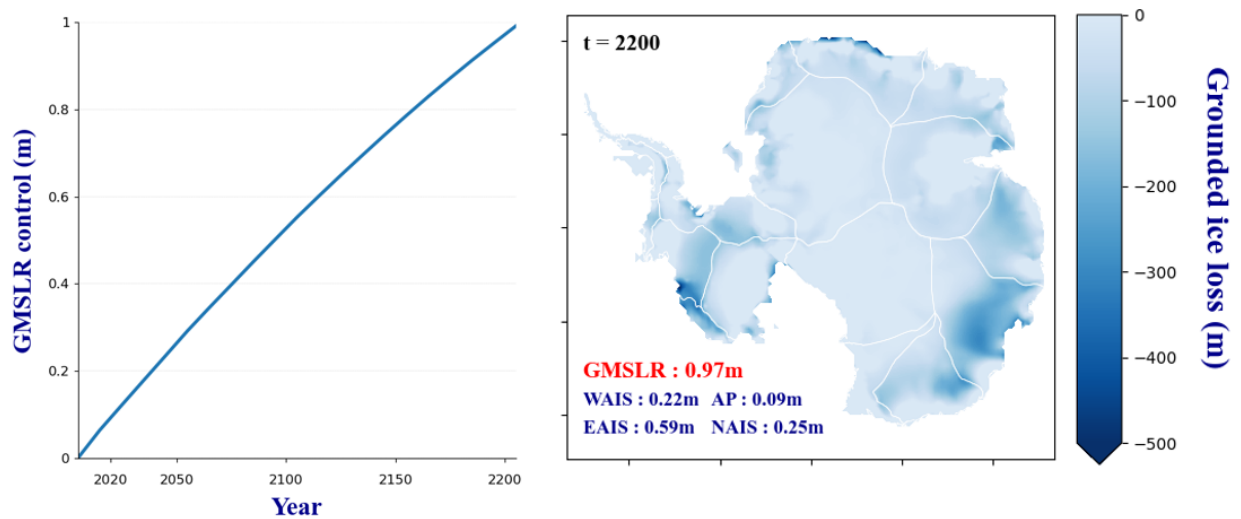 1
0.8
0.6
0.4
0.2
0
GMSLR control (m)
2020 2050 2100 2150 2200
Year
t = 2200
GMSLR : 0.97m
WAIS : 0.22m AP : 0.09m
EAIS : 0.59m NAIS : 0.25m
0
−100
−200
−300
−400
−500
Grounded ice loss (m)